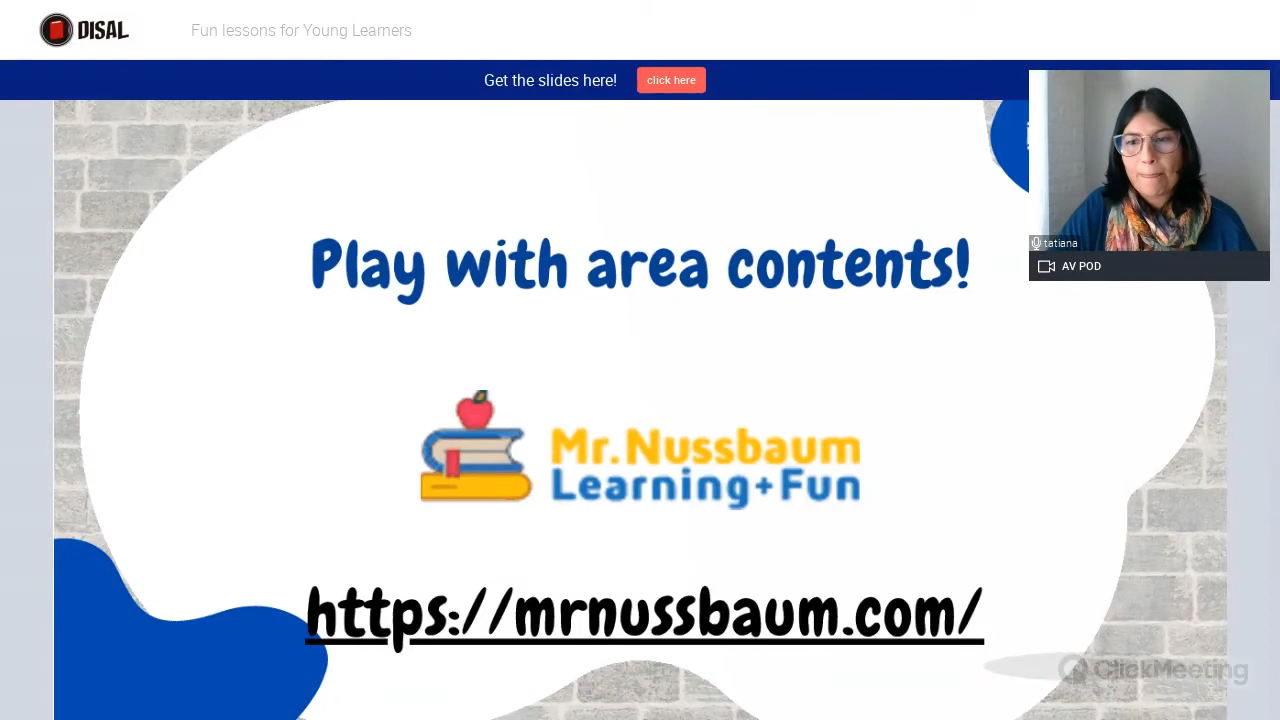 DISAL
Fun lessons for Young Learners
Get the slides here!
click here
tatiana
AV POD
Play with area contents!
Mr.Nussbaum
Learning+Fun
https://mrnussbaum.com/
ClickMeeting